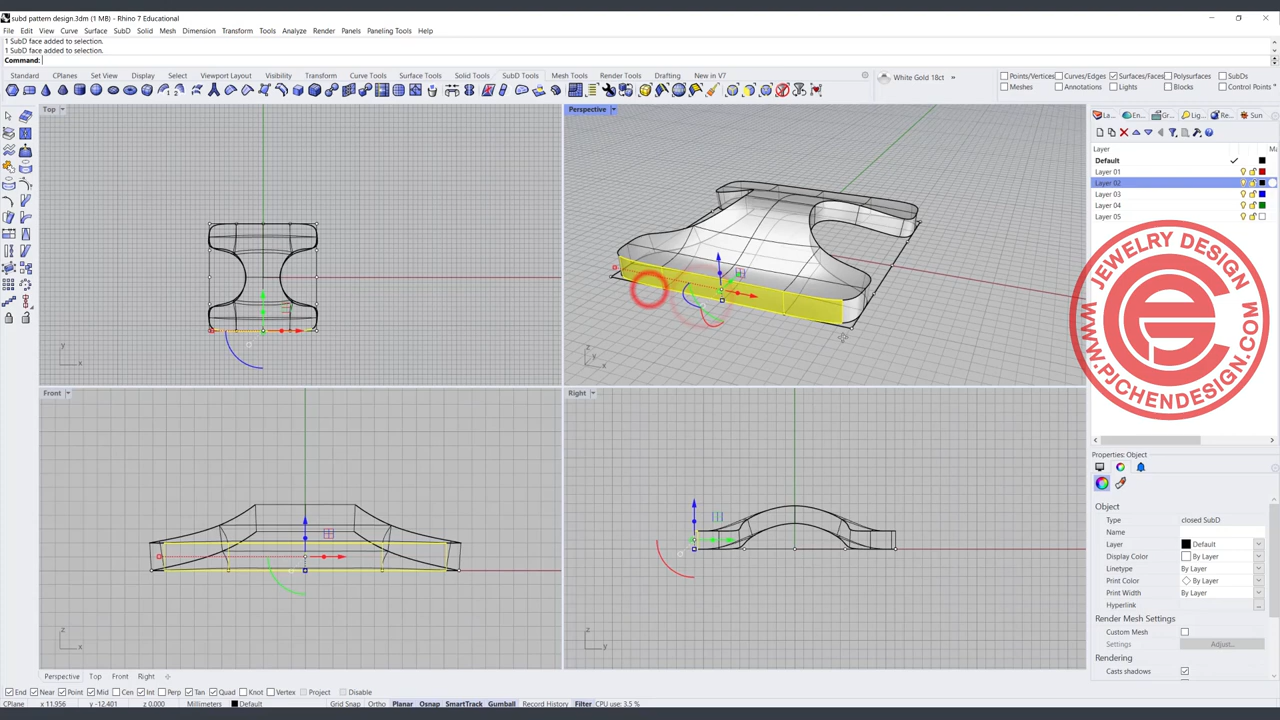 subd pattern design.3dm (1 MB) - Rhino 7 Educational
File Edit View Curve Surface SubD Solid Mesh Dimension Transform Tools Analyze Render Panels Paneling Tools Help
1 SubD face added to selection.
1 SubD face added to selection.
Command:
Standard CPlanes Set View Display Select Viewport Layout Visibility Transform Curve Tools Surface Tools Solid Tools SubD Tools Mesh Tools Render Tools Drafting New in V7
White Gold 18ct »
Points/Vertices Curves/Edges Surfaces/Faces Polysurfaces SubDs
Meshes Annotations Lights Blocks Control Points
Top
Perspective
La... En... Gr... Lig... Re... Sun
Layer
Default
Layer 01
Layer 02
Layer 03
Layer 04
Layer 05
JEWELRY DESIGN
WWW.PJCHENDESIGN.COM
y
x
z
y
x
Front
Right
z
x
z
y
Properties: Object
Object
Type closed SubD
Name
Layer Default
Display Color By Layer
Linetype By Layer
Print Color By Layer
Print Width By Layer
Hyperlink ...
Render Mesh Settings
Custom Mesh
Settings Adjust...
Rendering
Casts shadows
Perspective Top Front Right
End Near Point Mid Cen Int Perp Tan Quad Knot Vertex Project Disable
CPlane x 11.956 y -12.401 z 0.000 Millimeters Default Grid Snap Ortho Planar Osnap SmartTrack Gumball Record History Filter CPU use: 3.5 %